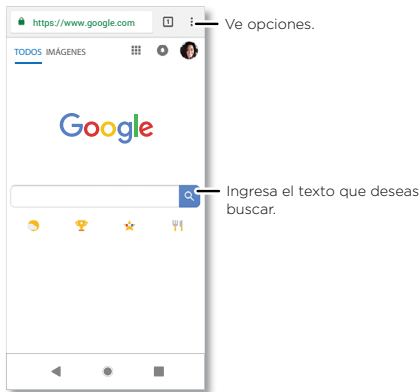 https://www.google.com 1
Ve opciones.
TODOS IMÁGENES
Google
Ingresa el texto que deseas
buscar.